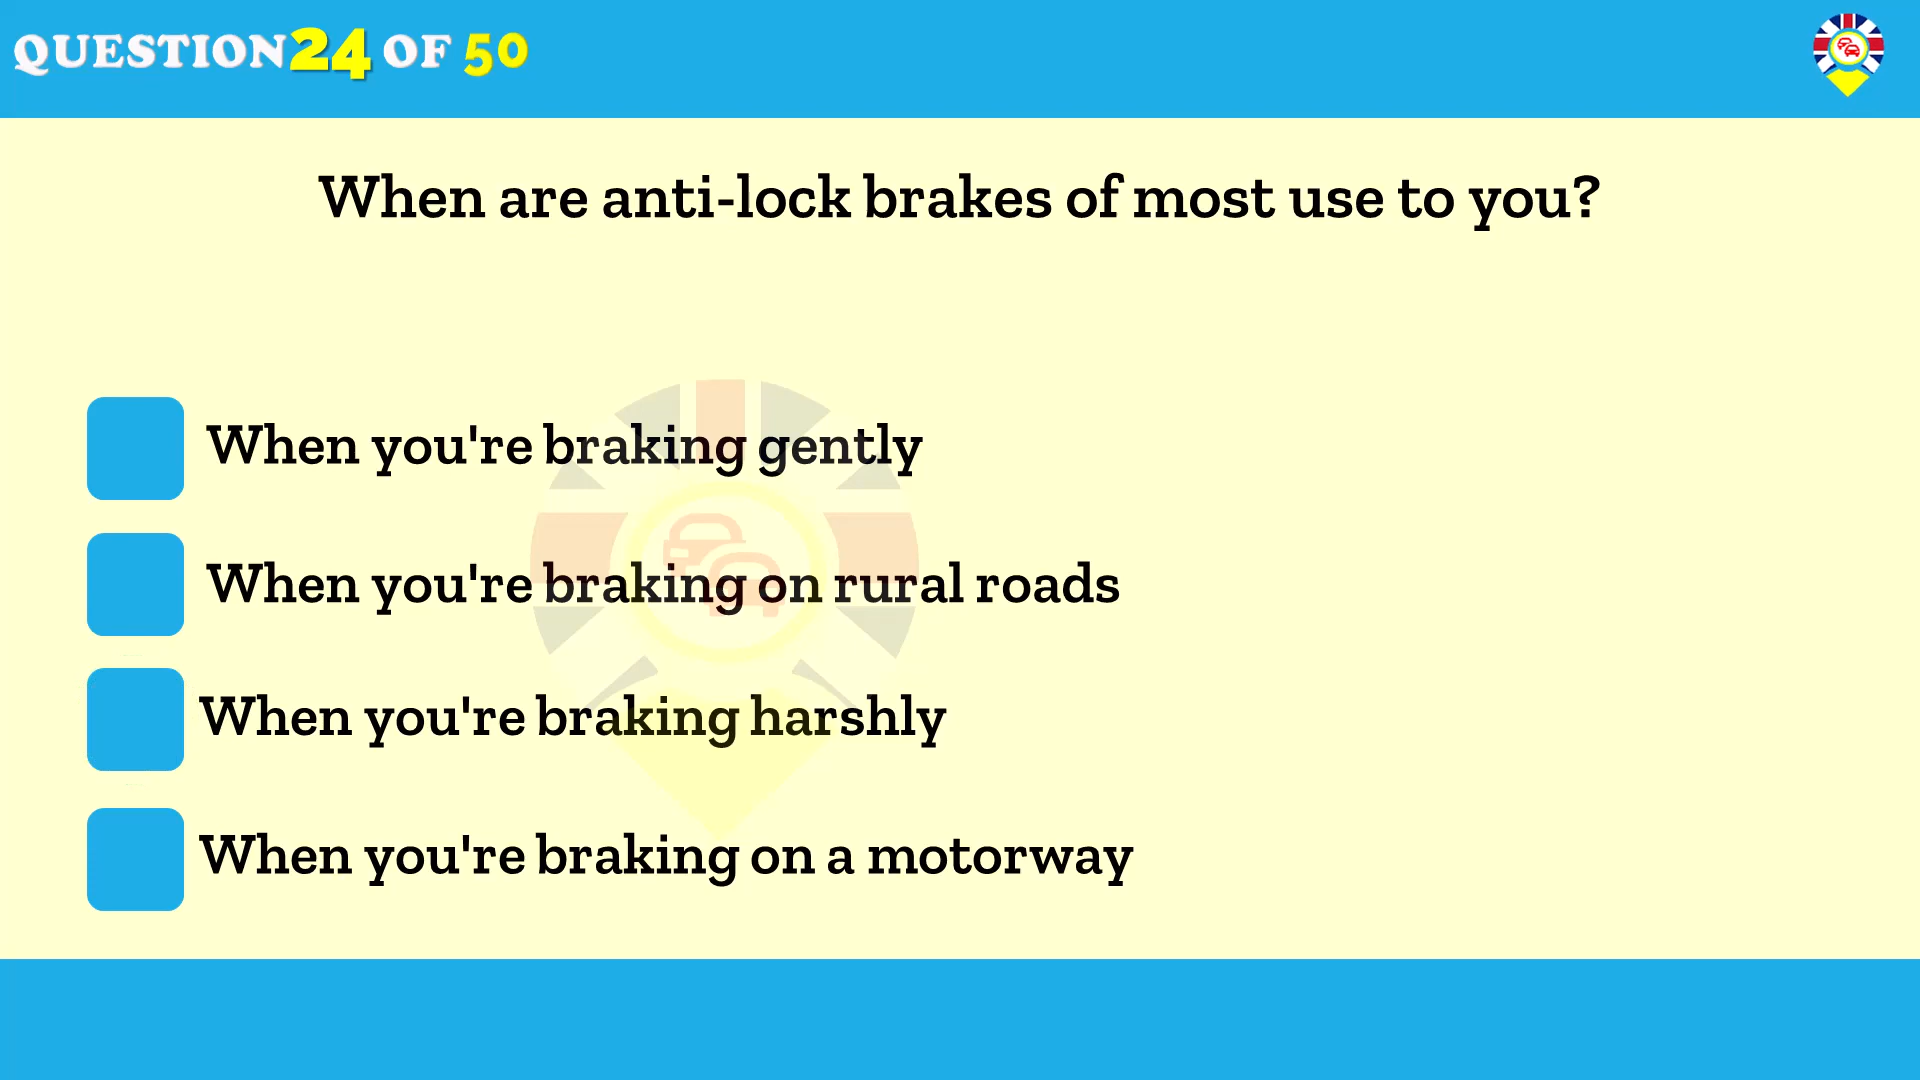 QUESTION 24 OF 50
When are anti-lock brakes of most use to you?
When you're braking gently
When you're braking on rural roads
When you're braking harshly
When you're braking on a motorway